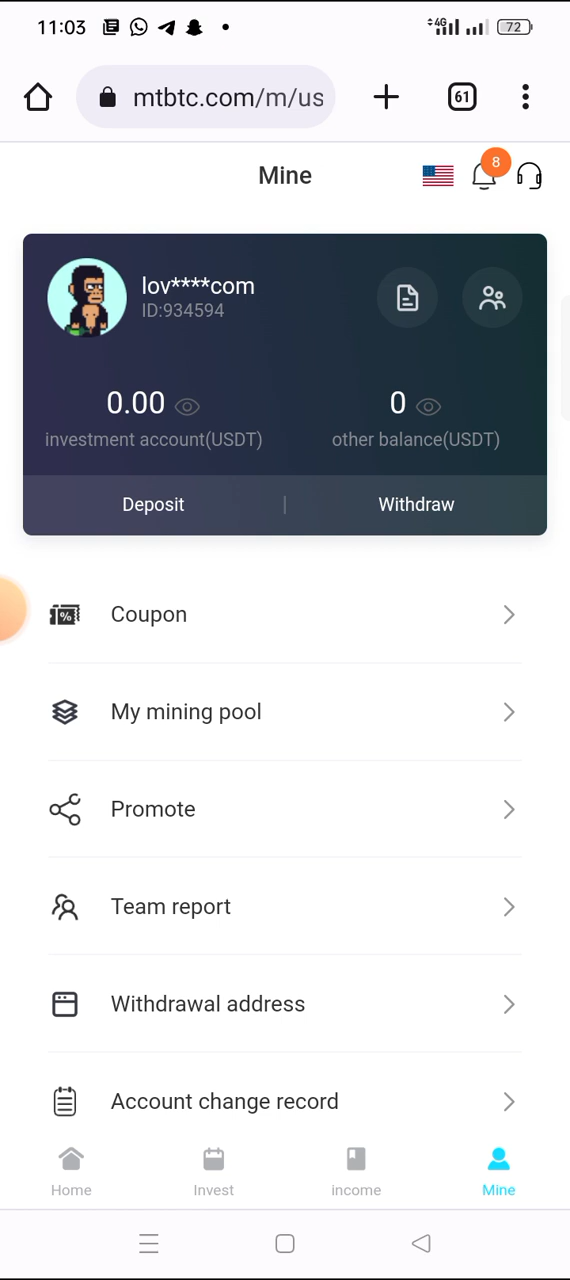 11:03 4G 72
mtbtc.com/m/us 61
Mine 8
lov****com
ID:934594
0.00 0
investment account(USDT) other balance(USDT)
Deposit | Withdraw
% Coupon
My mining pool
Promote
Team report
Withdrawal address
Account change record
Home Invest income Mine